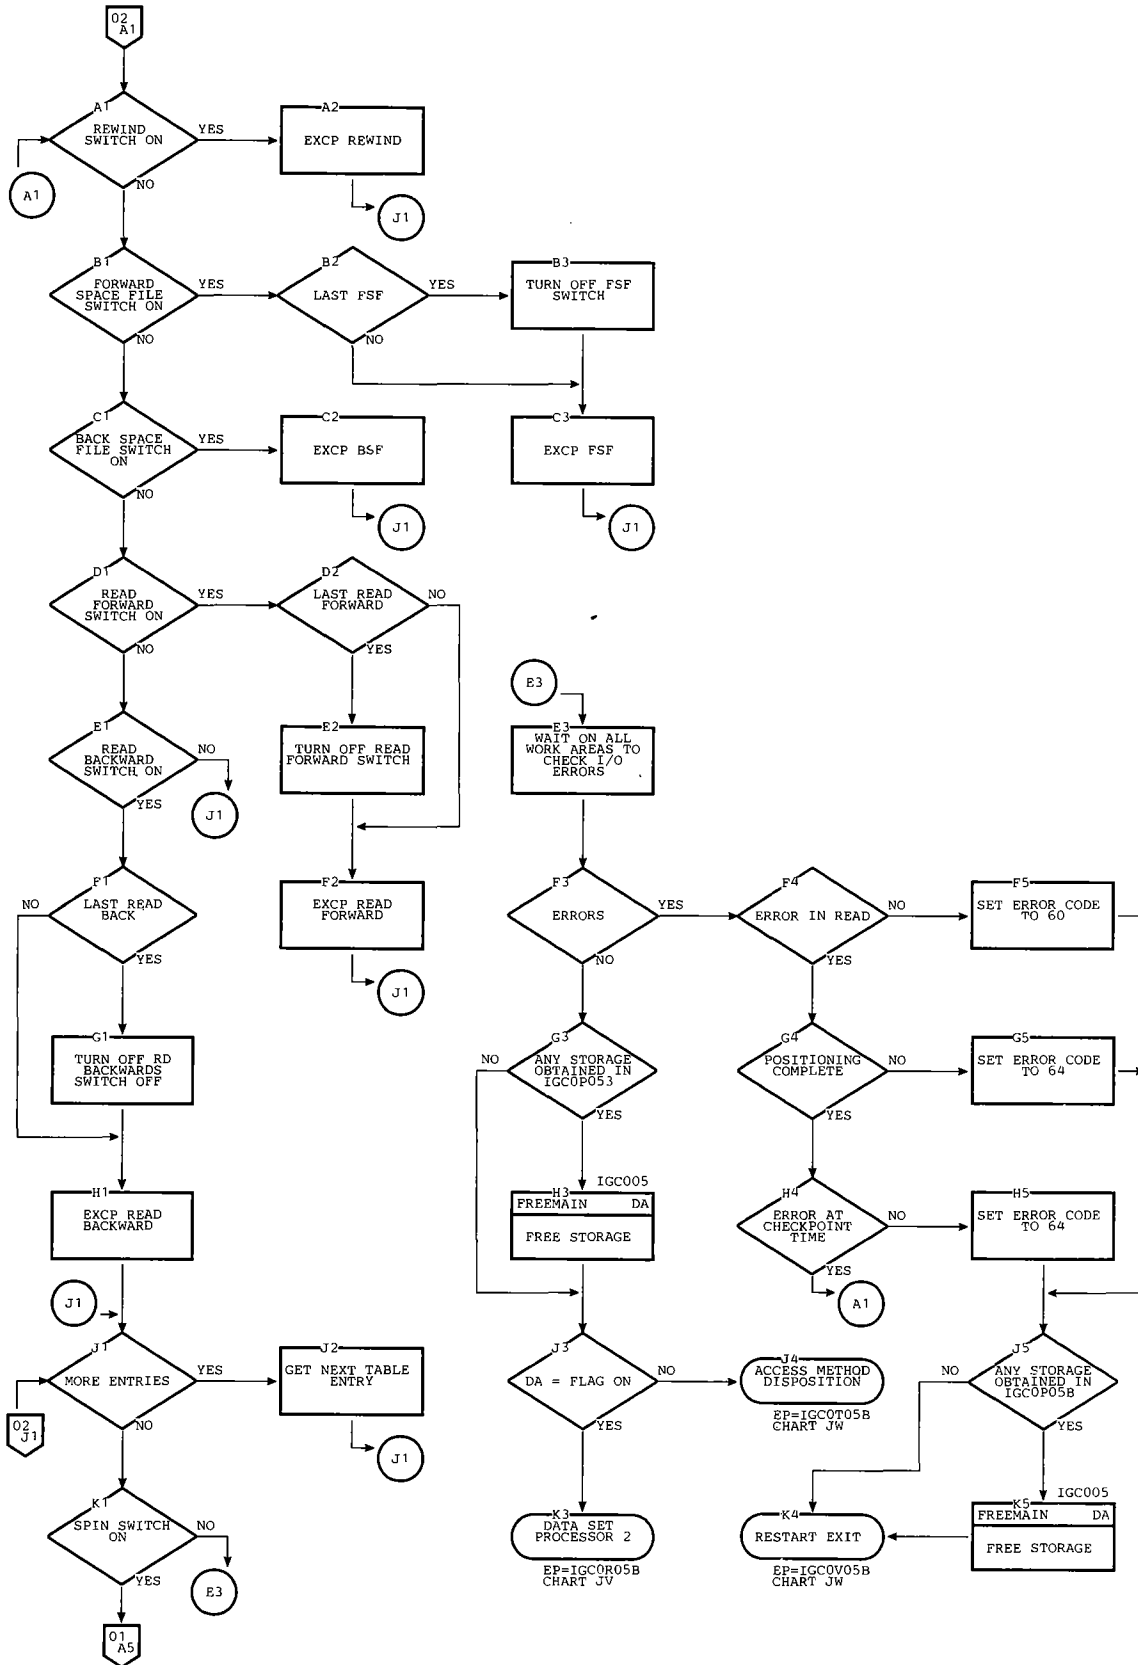 02
A1
A1
REWIND
SWITCH ON
YES
NO
A1
A2
EXCP REWIND
J1
B1
FORWARD
SPACE FILE
SWITCH ON
YES
NO
B2
LAST FSF
YES
NO
B3
TURN OFF FSF
SWITCH
C1
BACK SPACE
FILE SWITCH
ON
YES
NO
C2
EXCP BSF
J1
C3
EXCP FSF
J1
D1
READ
FORWARD
SWITCH ON
YES
NO
D2
LAST READ
FORWARD
NO
YES
E1
READ
BACKWARD
SWITCH ON
NO
YES
J1
E2
TURN OFF READ
FORWARD SWITCH
E3
E3
WAIT ON ALL
WORK AREAS TO
CHECK I/O
ERRORS
F1
LAST READ
BACK
NO
YES
F2
EXCP READ
FORWARD
J1
F3
ERRORS
YES
NO
F4
ERROR IN READ
NO
YES
F5
SET ERROR CODE
TO 60
G1
TURN OFF RD
BACKWARDS
SWITCH OFF
G3
ANY STORAGE
OBTAINED IN
IGC0P053
NO
YES
G4
POSITIONING
COMPLETE
NO
YES
G5
SET ERROR CODE
TO 64
H1
EXCP READ
BACKWARD
IGC005
H3
FREEMAIN DA
FREE STORAGE
H4
ERROR AT
CHECKPOINT
TIME
NO
YES
A1
H5
SET ERROR CODE
TO 64
J1
J1
MORE ENTRIES
YES
NO
02
J1
J2
GET NEXT TABLE
ENTRY
J1
J3
DA = FLAG ON
NO
YES
J4
ACCESS METHOD
DISPOSITION
EP=IGC0T05B
CHART JW
J5
ANY STORAGE
OBTAINED IN
IGC0P05B
NO
YES
K1
SPIN SWITCH
ON
NO
YES
E3
01
A5
K3
DATA SET
PROCESSOR 2
EP=IGC0R05B
CHART JV
K4
RESTART EXIT
EP=IGC0V05B
CHART JW
IGC005
K5
FREEMAIN DA
FREE STORAGE